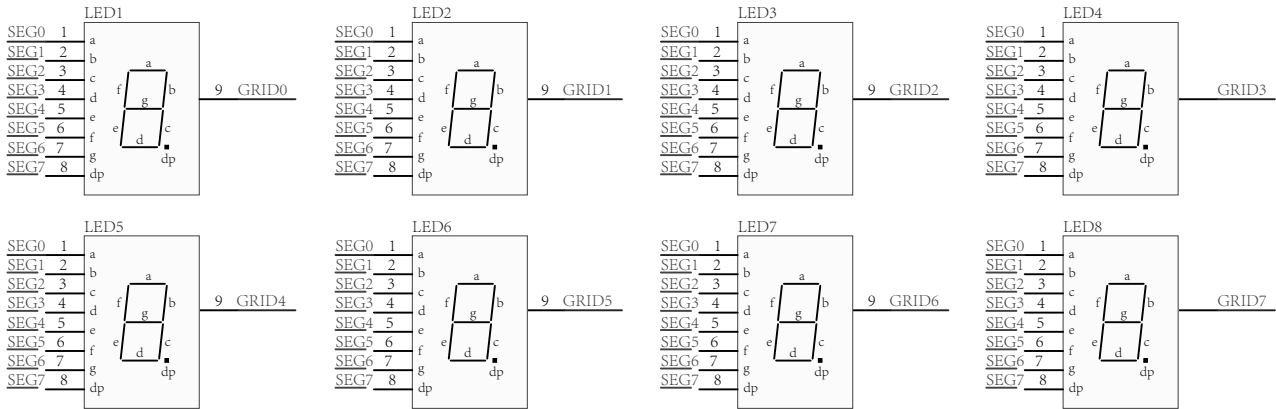 LED1
SEG0 1 a
SEG1 2 b
SEG2 3 c
SEG3 4 d
SEG4 5 e
SEG5 6 f
SEG6 7 g
SEG7 8 dp
a
f b
g
e c
d
dp
9 GRID0
LED2
SEG0 1 a
SEG1 2 b
SEG2 3 c
SEG3 4 d
SEG4 5 e
SEG5 6 f
SEG6 7 g
SEG7 8 dp
a
f b
g
e c
d
dp
9 GRID1
LED3
SEG0 1 a
SEG1 2 b
SEG2 3 c
SEG3 4 d
SEG4 5 e
SEG5 6 f
SEG6 7 g
SEG7 8 dp
a
f b
g
e c
d
dp
9 GRID2
LED4
SEG0 1 a
SEG1 2 b
SEG2 3 c
SEG3 4 d
SEG4 5 e
SEG5 6 f
SEG6 7 g
SEG7 8 dp
a
f b
g
e c
d
dp
GRID3
LED5
SEG0 1 a
SEG1 2 b
SEG2 3 c
SEG3 4 d
SEG4 5 e
SEG5 6 f
SEG6 7 g
SEG7 8 dp
a
f b
g
e c
d
dp
9 GRID4
LED6
SEG0 1 a
SEG1 2 b
SEG2 3 c
SEG3 4 d
SEG4 5 e
SEG5 6 f
SEG6 7 g
SEG7 8 dp
a
f b
g
e c
d
dp
9 GRID5
LED7
SEG0 1 a
SEG1 2 b
SEG2 3 c
SEG3 4 d
SEG4 5 e
SEG5 6 f
SEG6 7 g
SEG7 8 dp
a
f b
g
e c
d
dp
9 GRID6
LED8
SEG0 1 a
SEG1 2 b
SEG2 3 c
SEG3 4 d
SEG4 5 e
SEG5 6 f
SEG6 7 g
SEG7 8 dp
a
f b
g
e c
d
dp
GRID7